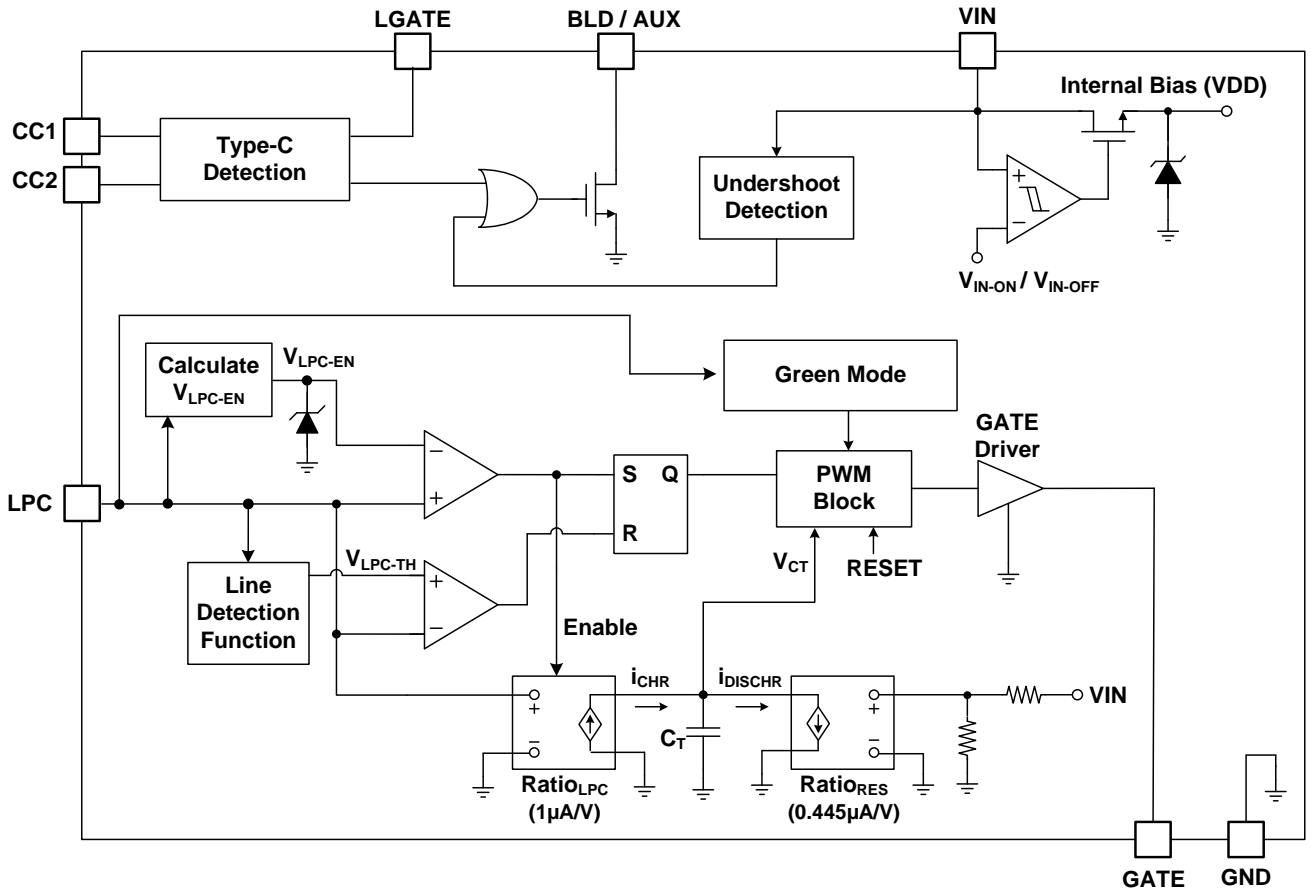 LGATE
BLD / AUX
VIN
Internal Bias (VDD)
CC1
CC2
Type-C
Detection
Undershoot
Detection
+
−
VIN-ON / VIN-OFF
Calculate
VLPC-EN
VLPC-EN
Green Mode
GATE
Driver
−
+
S Q
R
PWM
Block
LPC
VLPC-TH
+
−
VCT
RESET
Line
Detection
Function
Enable
iCHR
iDISCHR
+
−
CT
+
−
VIN
RatioLPC
(1µA/V)
RatioRES
(0.445µA/V)
GATE
GND